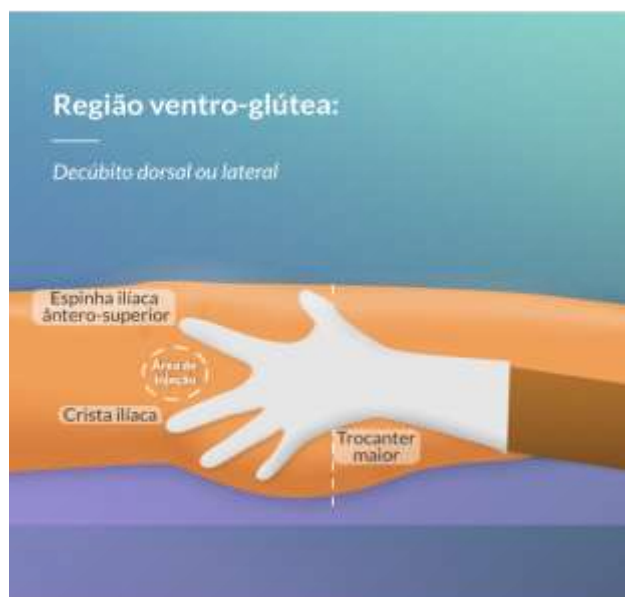 Região ventro-glútea:
Decúbito dorsal ou lateral
Espinha ilíaca
ântero-superior
Área de
injeção
Crista ilíaca
Trocanter
maior